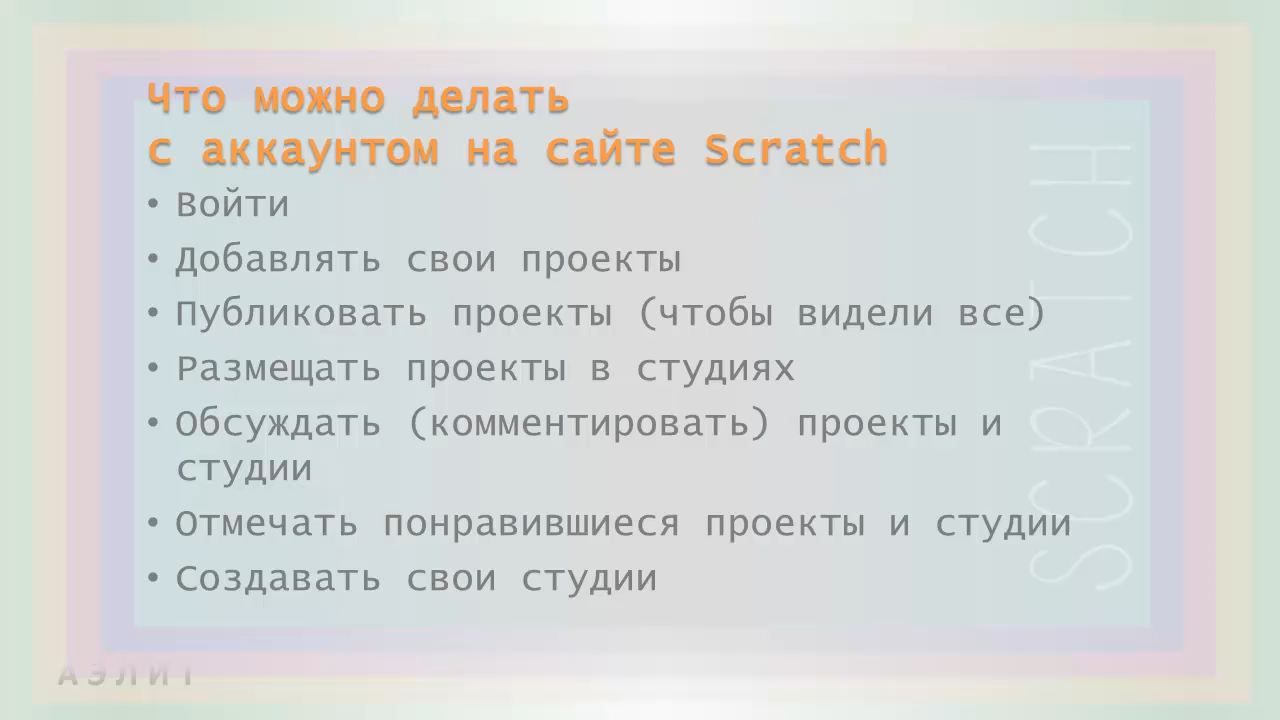 Что можно делать
с аккаунтом на сайте Scratch
• Войти
• Добавлять свои проекты
• Публиковать проекты (чтобы видели все)
• Размещать проекты в студиях
• Обсуждать (комментировать) проекты и
студии
• Отмечать понравившиеся проекты и студии
• Создавать свои студии
SCRATCH